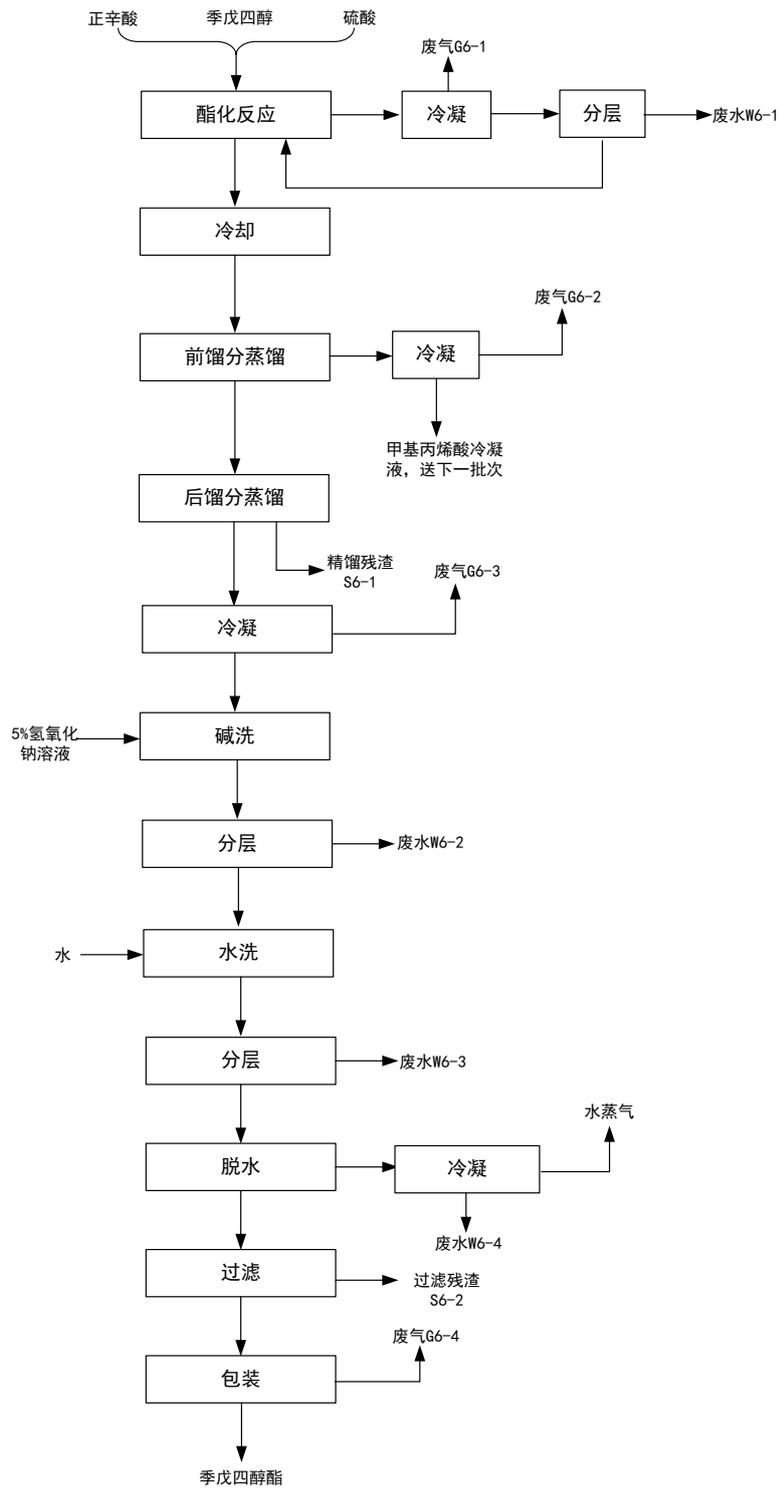 正辛酸
季戊四醇
硫酸
废气G6-1
酯化反应
冷凝
分层
废水W6-1
冷却
废气G6-2
前馏分蒸馏
冷凝
甲基丙烯酸冷凝
液，送下一批次
后馏分蒸馏
精馏残渣
S6-1
废气G6-3
冷凝
5%氢氧化
钠溶液
碱洗
分层
废水W6-2
水
水洗
分层
废水W6-3
水蒸气
脱水
冷凝
废水W6-4
过滤
过滤残渣
S6-2
废气G6-4
包装
季戊四醇酯